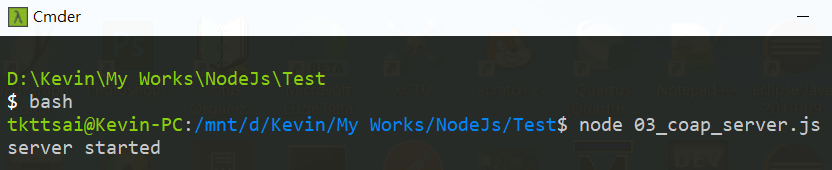 Cmder
D:\Kevin\My Works\NodeJs\Test
$ bash
tkttsai@Kevin-PC:/mnt/d/Kevin/My Works/NodeJs/Test$ node 03_coap_server.js
server started